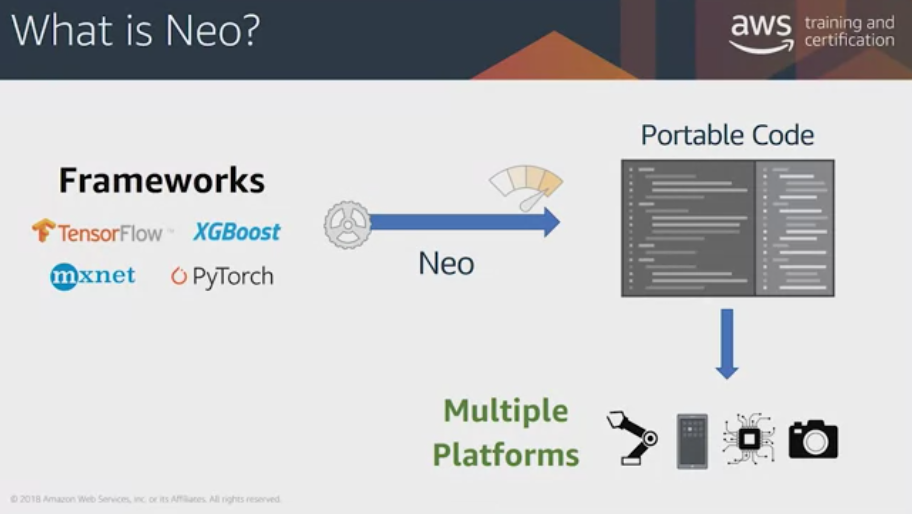 What is Neo?
aws training and certification
Portable Code
Frameworks
TensorFlow™ XGBoost
mxnet PyTorch
Neo
Multiple
Platforms
© 2018 Amazon Web Services, Inc. or its Affiliates. All rights reserved.